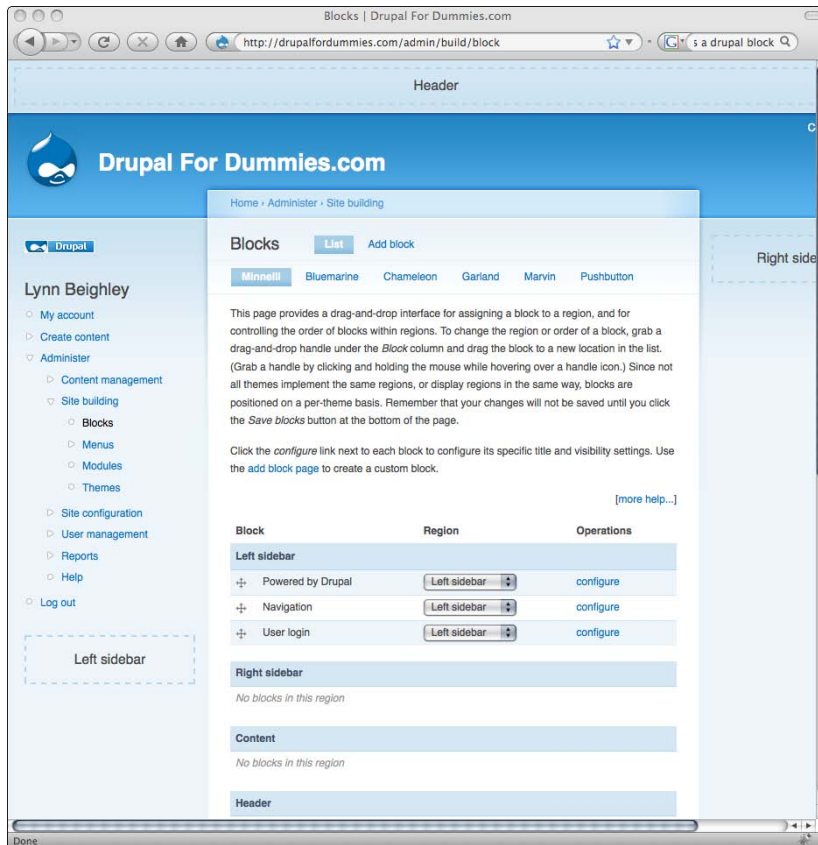 Blocks | Drupal For Dummies.com
http://drupalfordummies.com/admin/build/block
s a drupal block
Header
C
Drupal For Dummies.com
Home › Administer › Site building
Drupal
Lynn Beighley
My account
Create content
Administer
Content management
Site building
Blocks
Menus
Modules
Themes
Site configuration
User management
Reports
Help
Log out
Left sidebar
Blocks List Add block
Minnelli Bluemarine Chameleon Garland Marvin Pushbutton
This page provides a drag-and-drop interface for assigning a block to a region, and for
controlling the order of blocks within regions. To change the region or order of a block, grab a
drag-and-drop handle under the Block column and drag the block to a new location in the list.
(Grab a handle by clicking and holding the mouse while hovering over a handle icon.) Since not
all themes implement the same regions, or display regions in the same way, blocks are
positioned on a per-theme basis. Remember that your changes will not be saved until you click
the Save blocks button at the bottom of the page.
Click the configure link next to each block to configure its specific title and visibility settings. Use
the add block page to create a custom block.
[more help...]
Block Region Operations
Left sidebar
Powered by Drupal Left sidebar configure
Navigation Left sidebar configure
User login Left sidebar configure
Right sidebar
No blocks in this region
Content
No blocks in this region
Header
Right side
Done